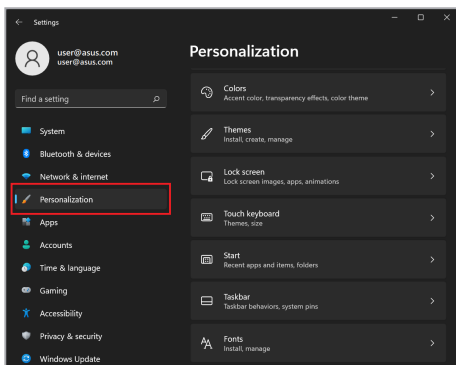 Settings
user@asus.com
user@asus.com
Find a setting
System
Bluetooth & devices
Network & internet
Personalization
Apps
Accounts
Time & language
Gaming
Accessibility
Privacy & security
Windows Update
Personalization
Colors
Accent color, transparency effects, color theme
Themes
Install, create, manage
Lock screen
Lock screen images, apps, animations
Touch keyboard
Themes, size
Start
Recent apps and items, folders
Taskbar
Taskbar behaviors, system pins
Fonts
Install, manage